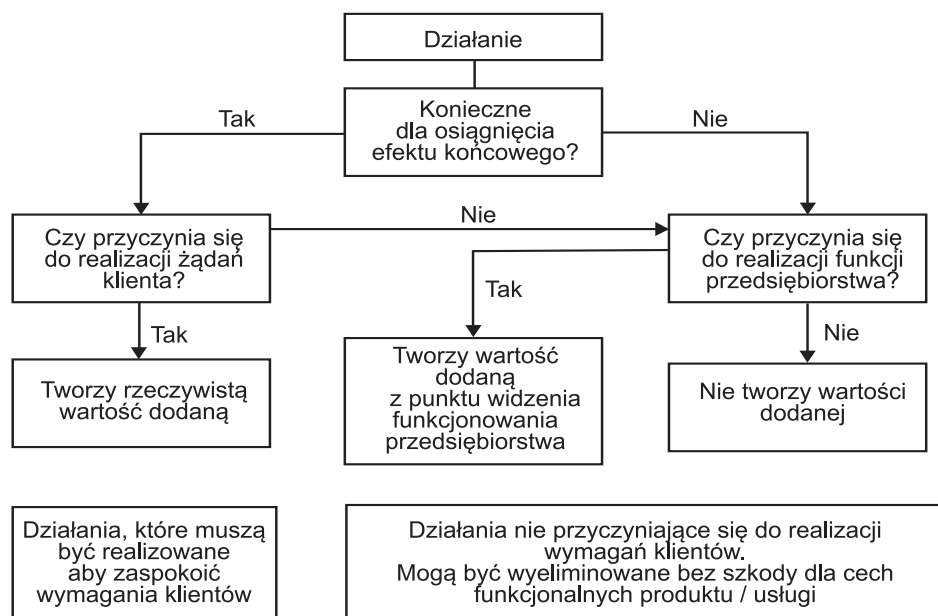 Działanie
Konieczne
dla osiągnięcia
efektu końcowego?
Tak
Nie
Czy przyczynia się
do realizacji żądań
klienta?
Nie
Czy przyczynia się
do realizacji funkcji
przedsiębiorstwa?
Tak
Tak
Nie
Tworzy rzeczywistą
wartość dodaną
Tworzy wartość
dodaną
z punktu widzenia
funkcjonowania
przedsiębiorstwa
Nie tworzy wartości
dodanej
Działania, które muszą
być realizowane
aby zaspokoić
wymagania klientów
Działania nie przyczyniające się do realizacji
wymagań klientów.
Mogą być wyeliminowane bez szkody dla cech
funkcjonalnych produktu / usługi